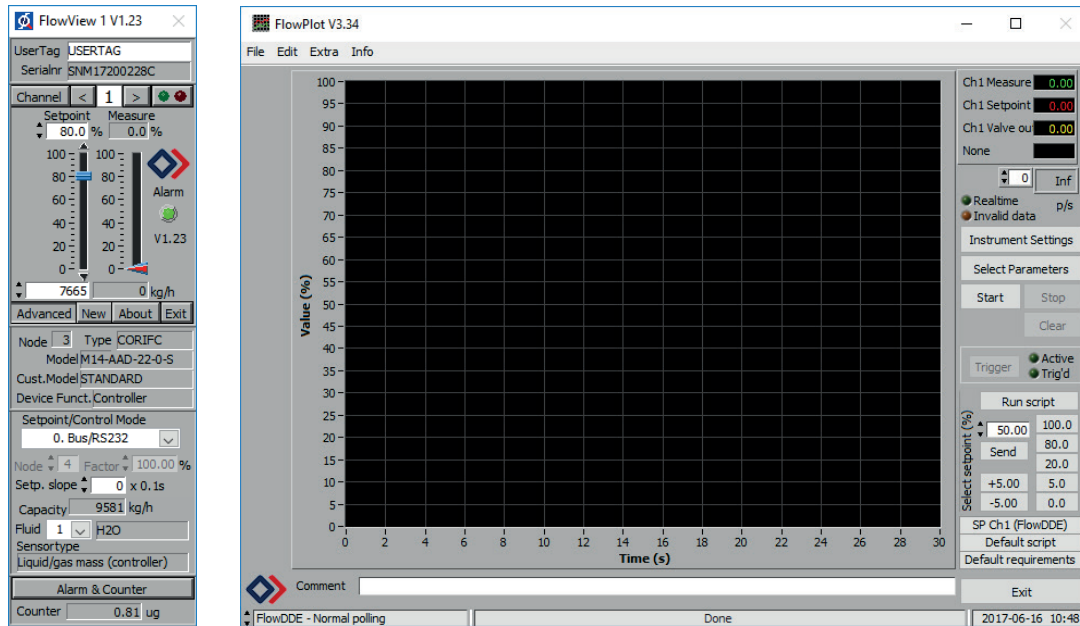 FlowView 1 V1.23
UserTag USERTAG
Serialnr SNM17200228C
Channel < 1 >
Setpoint Measure
80.0 % 0.0 %
100 100
80 80
Alarm
60 60
40 40
V1.23
20 20
0 0
7665 0 kg/h
Advanced New About Exit
Node 3 Type CORIFC
Model M14-AAD-22-0-S
Cust.Model STANDARD
Device Funct. Controller
Setpoint/Control Mode
0. Bus/RS232
Node 4 Factor 100.00 %
Setp. slope 0 x 0.1s
Capacity 9581 kg/h
Fluid 1 H2O
Sensortype
Liquid/gas mass (controller)
Alarm & Counter
Counter 0.81 ug
FlowPlot V3.34
File Edit Extra Info
Value (%)
100
95
90
85
80
75
70
65
60
55
50
45
40
35
30
25
20
15
10
5
0
0 2 4 6 8 10 12 14 16 18 20 22 24 26 28 30
Time (s)
Ch1 Measure 0.00
Ch1 Setpoint 0.00
Ch1 Valve ou 0.00
None
0 Inf
Realtime p/s
Invalid data
Instrument Settings
Select Parameters
Start Stop
Clear
Trigger Active
Trig'd
Select setpoint (%)
Run script
50.00 100.0
Send 80.0
20.0
+5.00 5.0
-5.00 0.0
SP Ch1 (FlowDDE)
Default script
Default requirements
Comment
Exit
FlowDDE - Normal polling Done 2017-06-16 10:48